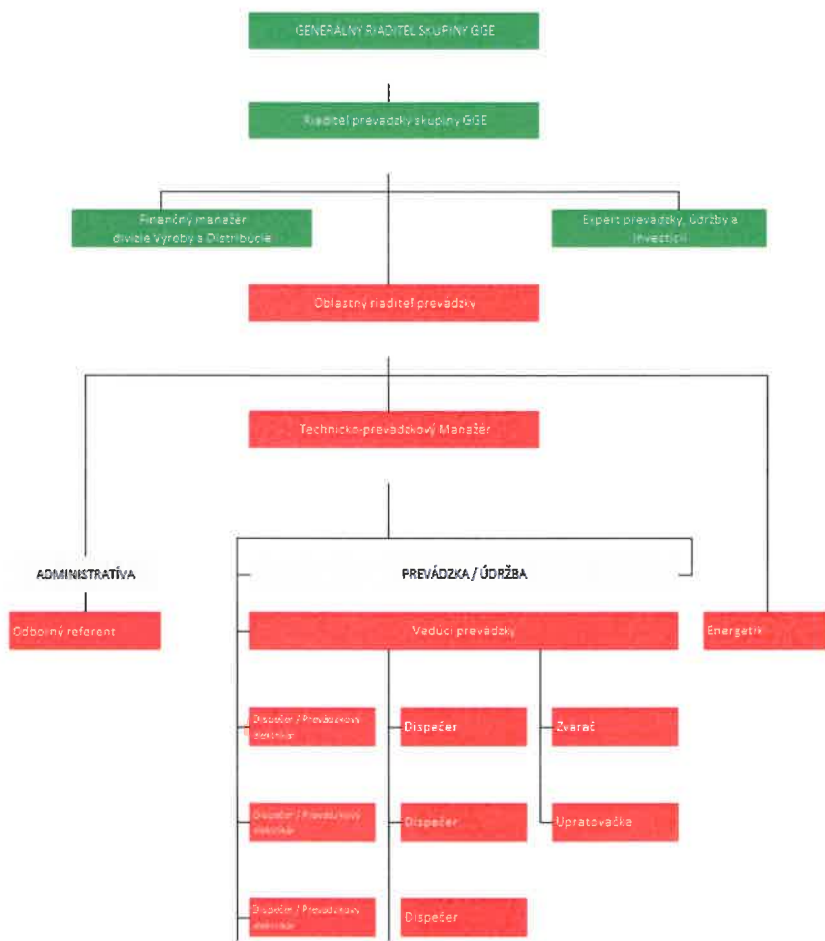 GENERÁLNY RIADITEĽ SKUPINY GGE
Riaditeľ prevádzky skupiny GGE
Finančný manažér
divízie Výroby a Distribúcie
Expert prevádzky, údržby a
Investícií
Oblastný riaditeľ prevádzky
Technicko-prevádzkový Manažér
ADMINISTRATÍVA
PREVÁDZKA / ÚDRŽBA
Odborný referent
Vedúci prevádzky
Energetik
Dispečer / Prevádzkový
elektrikár
Dispečer
Zvárač
Dispečer / Prevádzkový
elektrikár
Dispečer
Upratovačka
Dispečer / Prevádzkový
elektrikár
Dispečer